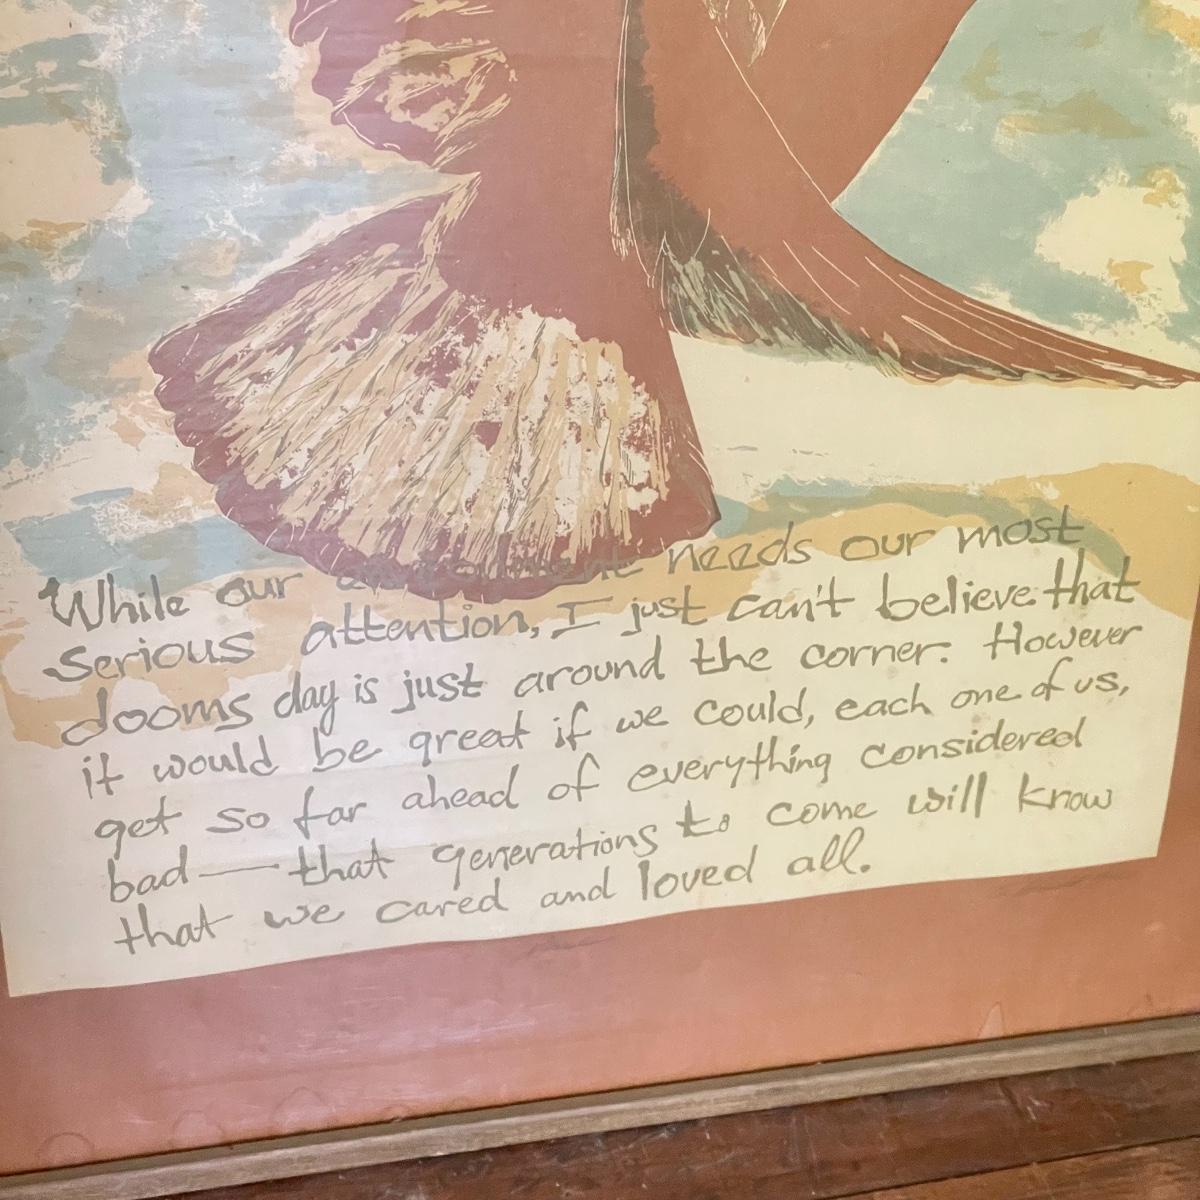 While our environment needs our most
serious attention, I just can't believe that
dooms day is just around the corner. However
it would be great if we could, each one of us,
get so far ahead of everything considered
bad — that generations to come will know
that we cared and loved all.